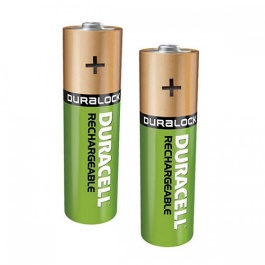 +
DURALOCK
DURACELL
RECHARGEABLE
+
DURALOCK
DURACELL
RECHARGEABLE